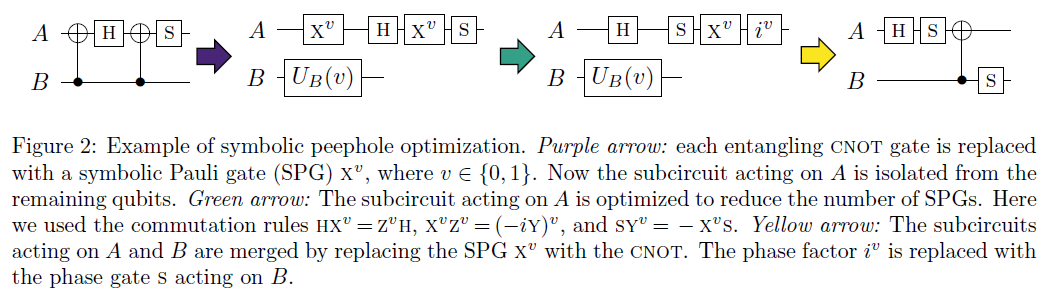 A H S A X^v H X^v S A H S X^v i^v A H S
B B U_B(v) B U_B(v) B S
Figure 2: Example of symbolic peephole optimization. Purple arrow: each entangling CNOT gate is replaced
with a symbolic Pauli gate (SPG) X^v, where v ∈ {0, 1}. Now the subcircuit acting on A is isolated from the
remaining qubits. Green arrow: The subcircuit acting on A is optimized to reduce the number of SPGs. Here
we used the commutation rules HX^v = Z^vH, X^vZ^v = (−iY)^v, and SY^v = − X^vS. Yellow arrow: The subcircuits
acting on A and B are merged by replacing the SPG X^v with the CNOT. The phase factor i^v is replaced with
the phase gate S acting on B.